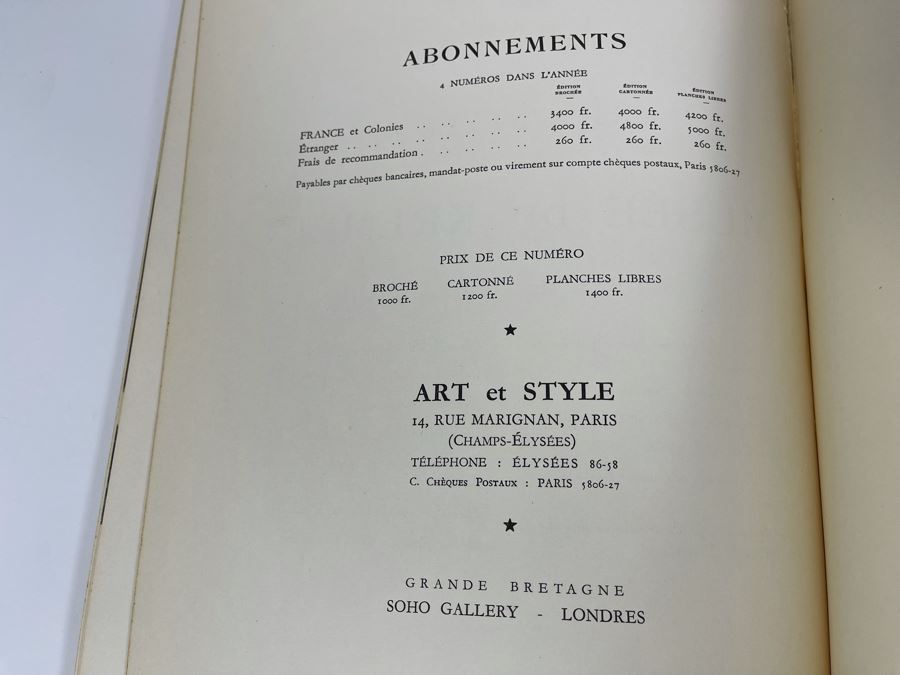 ABONNEMENTS
4 NUMÉROS DANS L'ANNÉE
ÉDITION BROCHÉE ÉDITION CARTONNÉE ÉDITION PLANCHES LIBRES
FRANCE et Colonies .. .. .. .. .. .. 3400 fr. 4000 fr. 4200 fr.
Étranger .. .. .. .. .. .. .. .. 4000 fr. 4800 fr. 5000 fr.
Frais de recommandation . .. .. .. .. .. 260 fr. 260 fr. 260 fr.
Payables par chèques bancaires, mandat-poste ou virement sur compte chèques postaux, Paris 5806-27
PRIX DE CE NUMÉRO
BROCHÉ CARTONNÉ PLANCHES LIBRES
1000 fr. 1200 fr. 1400 fr.
ART et STYLE
14, RUE MARIGNAN, PARIS
(CHAMPS-ÉLYSÉES)
TÉLÉPHONE : ÉLYSÉES 86-58
C. CHÈQUES POSTAUX : PARIS 5806-27
GRANDE BRETAGNE
SOHO GALLERY - LONDRES